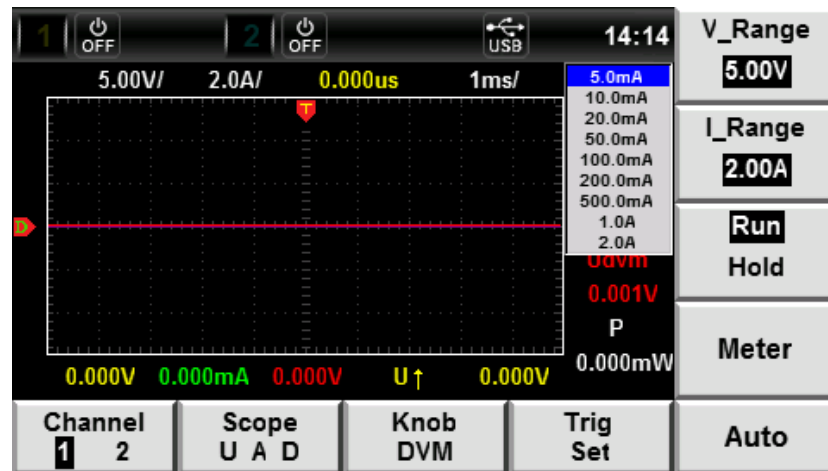 1 OFF 2 OFF USB 14:14
5.00V/ 2.0A/ 0.000us 1ms/
T
D
5.0mA
10.0mA
20.0mA
50.0mA
100.0mA
200.0mA
500.0mA
1.0A
2.0A
Udvm
0.001V
P
0.000mW
0.000V 0.000mA 0.000V U↑ 0.000V
V_Range
5.00V
I_Range
2.00A
Run
Hold
Meter
Auto
Channel
1 2
Scope
U A D
Knob
DVM
Trig
Set